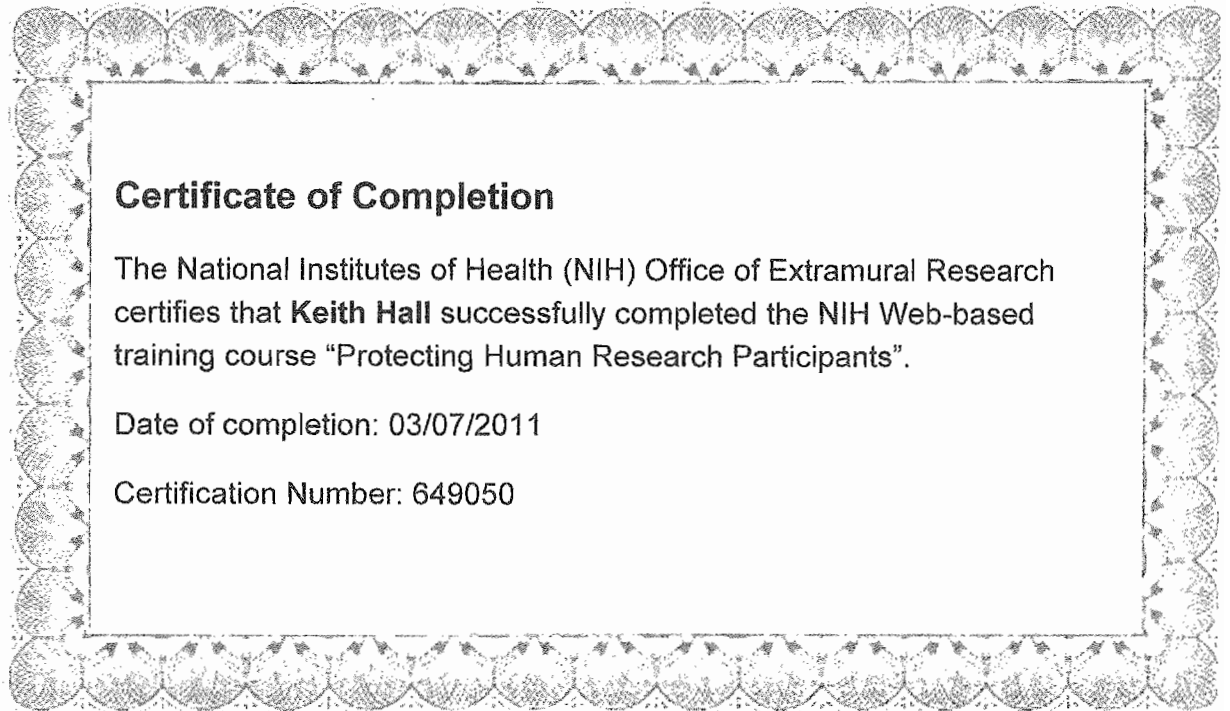 Certificate of Completion
The National Institutes of Health (NIH) Office of Extramural Research
certifies that Keith Hall successfully completed the NIH Web-based
training course “Protecting Human Research Participants”.
Date of completion: 03/07/2011
Certification Number: 649050